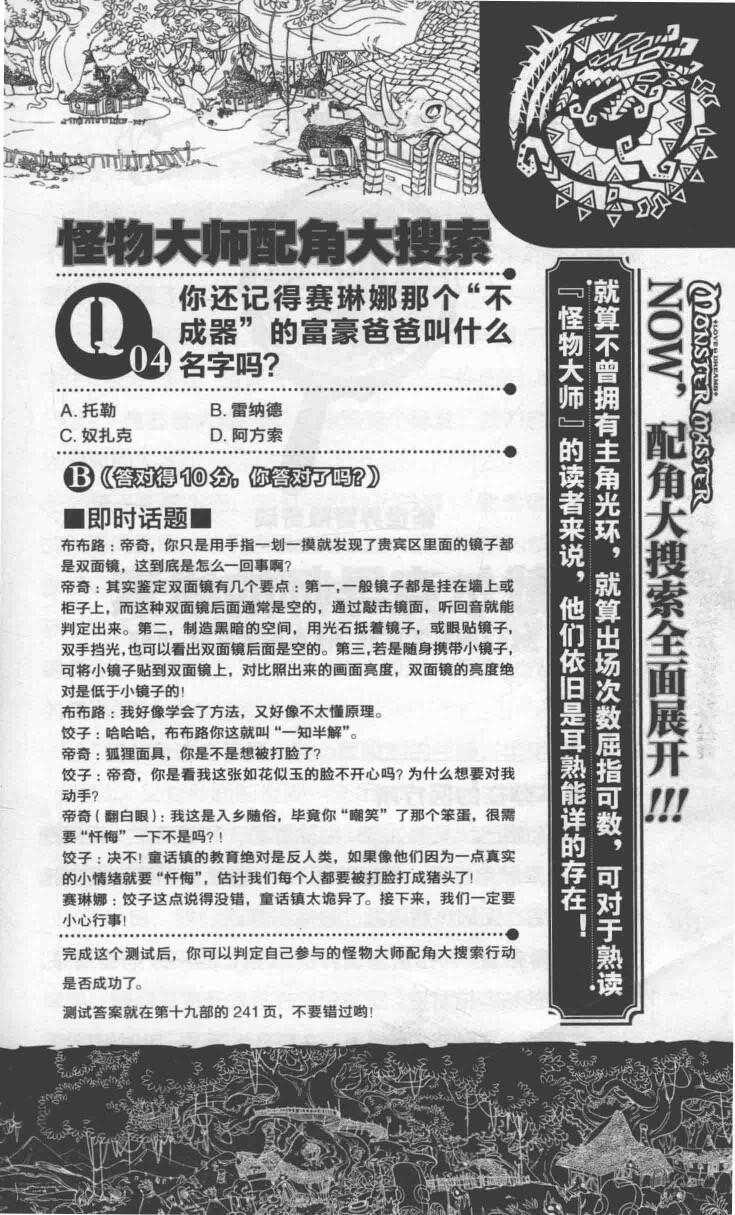 怪物大师配角大搜索
Q04
你还记得赛琳娜那个“不
成器”的富豪爸爸叫什么
名字吗？
A. 托勒 B. 雷纳德
C. 奴扎克 D. 阿方索
B（答对得10分，你答对了吗？）
■即时话题■
布布路：帝奇，你只是用手指一划一摸就发现了贵宾区里面的镜子都
是双面镜，这到底是怎么一回事啊？
帝奇：其实鉴定双面镜有几个要点：第一，一般镜子都是挂在墙上或
柜子上，而这种双面镜后面通常是空的，通过敲击镜面，听回音就能
判定出来。第二，制造黑暗的空间，用光石抵着镜子，或眼贴镜子，
双手挡光，也可以看出双面镜后面是空的。第三，若是随身携带小镜子，
可将小镜子贴到双面镜上，对比照出来的画面亮度，双面镜的亮度绝
对是低于小镜子的！
布布路：我好像学会了方法，又好像不太懂原理。
饺子：哈哈哈，布布路你这就叫“一知半解”。
帝奇：狐狸面具，你是不是想被打脸了？
饺子：帝奇，你是看我这张如花似玉的脸不开心吗？为什么想要对我
动手？
帝奇（翻白眼）：我这是入乡随俗，毕竟你“嘲笑”了那个笨蛋，很需
要“忏悔”一下不是吗？！
饺子：决不！童话镇的教育绝对是反人类，如果像他们因为一点真实
的小情绪就要“忏悔”，估计我们每个人都要被打脸打成猪头了！
赛琳娜：饺子这点说得没错，童话镇太诡异了。接下来，我们一定要
小心行事！
完成这个测试后，你可以判定自己参与的怪物大师配角大搜索行动
是否成功了。
测试答案就在第十九部的241页，不要错过哟！
+LOVE & DREAMS+
MONSTER MASTER
NOW，配角大搜索全面展开!!!
就算不曾拥有主角光环，就算出场次数屈指可数，可对于熟读
『怪物大师』的读者来说，他们依旧是耳熟能详的存在！